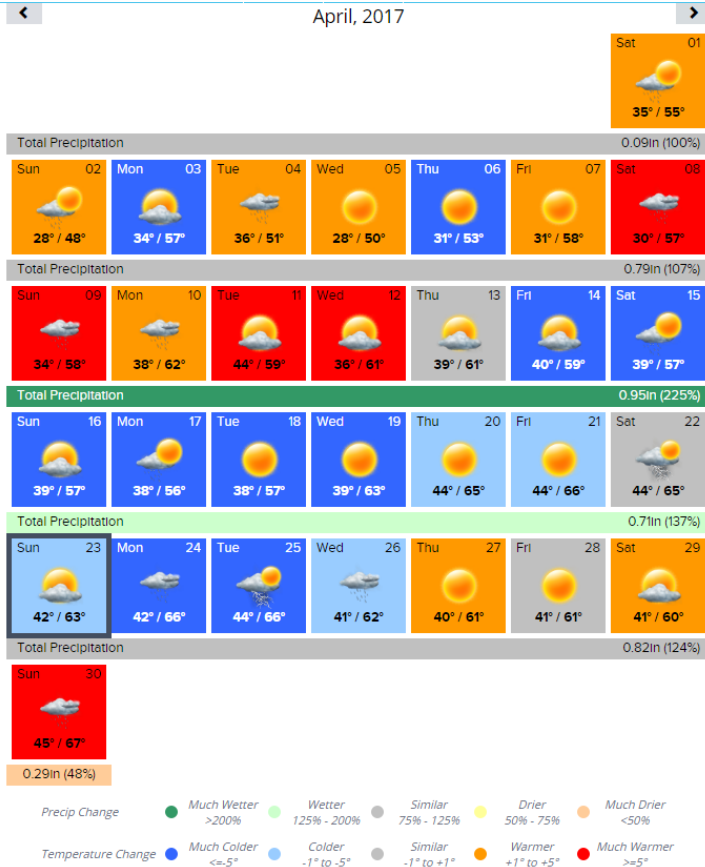 April, 2017
Sat 01
35° / 55°
Total Precipitation 0.09in (100%)
Sun 02 Mon 03 Tue 04 Wed 05 Thu 06 Fri 07 Sat 08
28° / 48° 34° / 57° 36° / 51° 28° / 50° 31° / 53° 31° / 58° 30° / 57°
Total Precipitation 0.79in (107%)
Sun 09 Mon 10 Tue 11 Wed 12 Thu 13 Fri 14 Sat 15
34° / 58° 38° / 62° 44° / 59° 36° / 61° 39° / 61° 40° / 59° 39° / 57°
Total Precipitation 0.95in (225%)
Sun 16 Mon 17 Tue 18 Wed 19 Thu 20 Fri 21 Sat 22
39° / 57° 38° / 56° 38° / 57° 39° / 63° 44° / 65° 44° / 66° 44° / 65°
Total Precipitation 0.71in (137%)
Sun 23 Mon 24 Tue 25 Wed 26 Thu 27 Fri 28 Sat 29
42° / 63° 42° / 66° 44° / 66° 41° / 62° 40° / 61° 41° / 61° 41° / 60°
Total Precipitation 0.82in (124%)
Sun 30
45° / 67°
0.29in (48%)
Precip Change Much Wetter Wetter Similar Drier Much Drier
>200% 125% - 200% 75% - 125% 50% - 75% <50%
Temperature Change Much Colder Colder Similar Warmer Much Warmer
<=-5° -1° to -5° -1° to +1° +1° to +5° >=5°